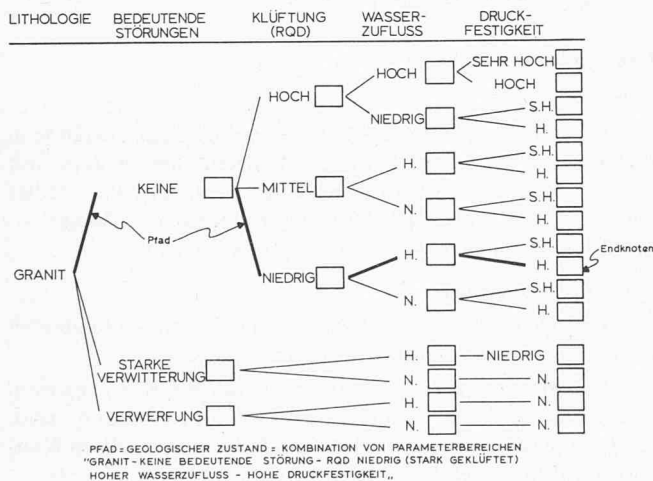 LITHOLOGIE BEDEUTENDE STÖRUNGEN KLÜFTUNG (RQD) WASSER-ZUFLUSS DRUCK-FESTIGKEIT
HOCH SEHR HOCH
HOCH
HOCH
NIEDRIG S.H.
H.
KEINE MITTEL H. S.H.
H.
N. S.H.
H.
Pfad
GRANIT NIEDRIG H. S.H.
H. Endknoten
N. S.H.
H.
STARKE VERWITTERUNG H. NIEDRIG
N. N.
VERWERFUNG H. N.
N. N.
PFAD = GEOLOGISCHER ZUSTAND = KOMBINATION VON PARAMETERBEREICHEN
"GRANIT - KEINE BEDEUTENDE STÖRUNG - RQD NIEDRIG (STARK GEKLÜFTET)
HOHER WASSERZUFLUSS - HOHE DRUCKFESTIGKEIT„